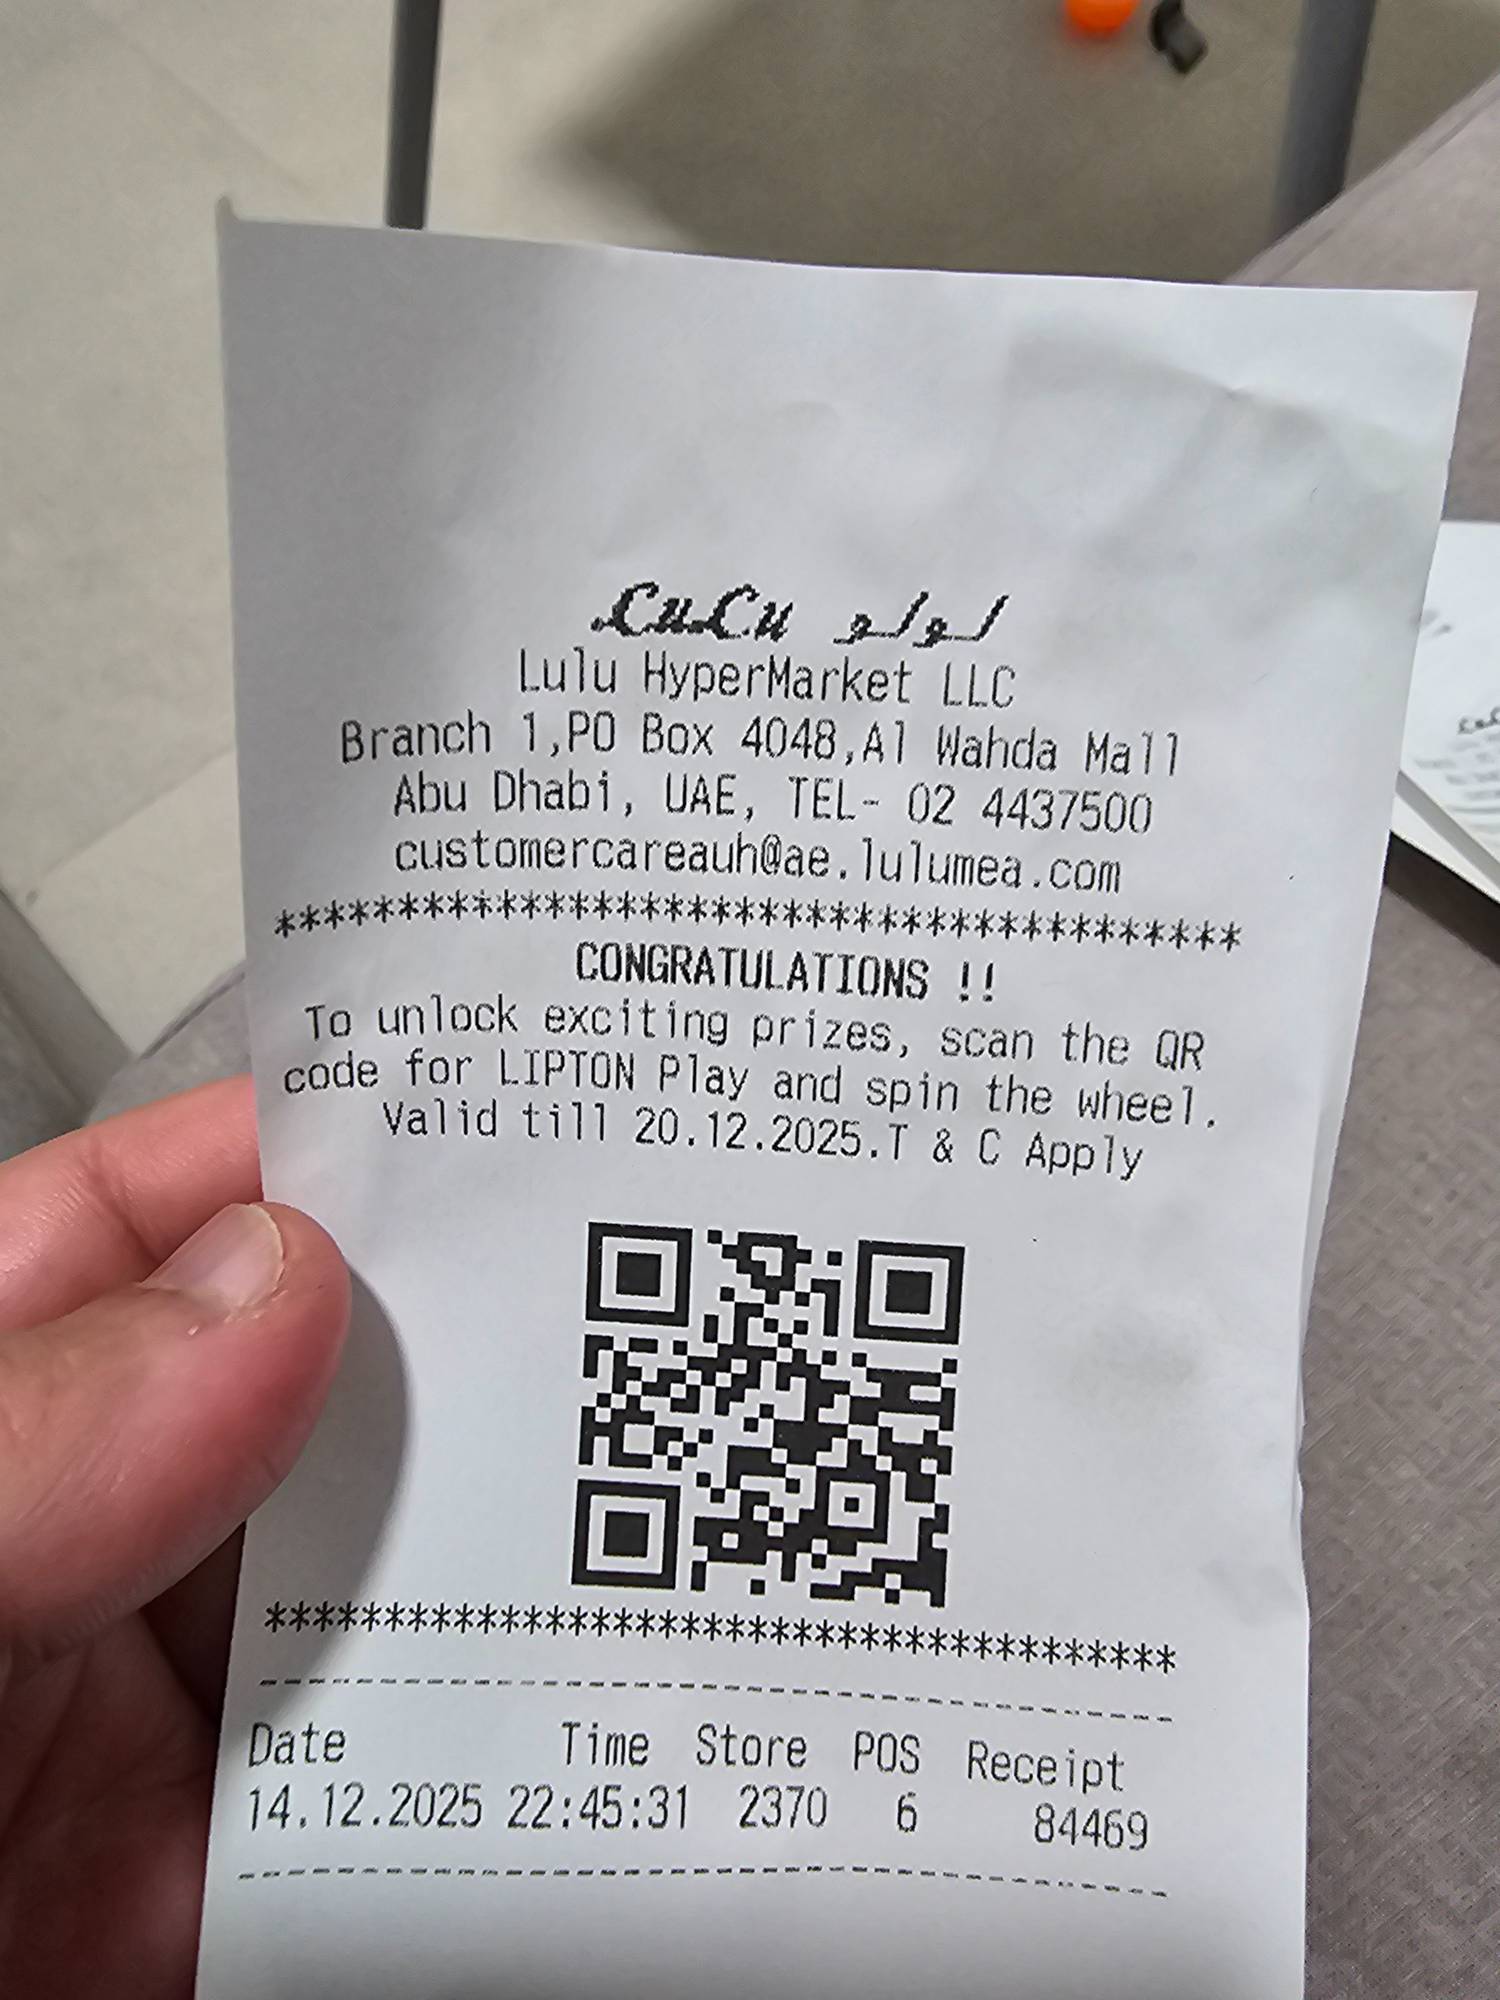 LuLu لولو
Lulu HyperMarket LLC
Branch 1,PO Box 4048,Al Wahda Mall
Abu Dhabi, UAE, TEL- 02 4437500
customercareauh@ae.lulumea.com
*****************************************
CONGRATULATIONS !!
To unlock exciting prizes, scan the QR
code for LIPTON Play and spin the wheel.
Valid till 20.12.2025.T & C Apply
*****************************************
-----------------------------------------
Date Time Store POS Receipt
14.12.2025 22:45:31 2370 6 84469
-----------------------------------------